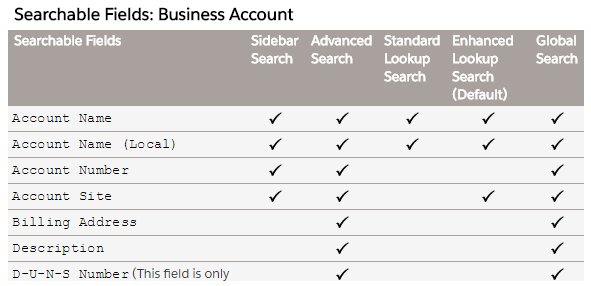 Searchable Fields: Business Account
Searchable Fields Sidebar Search Advanced Search Standard Lookup Search Enhanced Lookup Search (Default) Global Search
Account Name ✓ ✓ ✓ ✓ ✓
Account Name (Local) ✓ ✓ ✓ ✓ ✓
Account Number ✓ ✓ ✓
Account Site ✓ ✓ ✓ ✓
Billing Address ✓ ✓
Description ✓ ✓
D-U-N-S Number (This field is only ✓ ✓